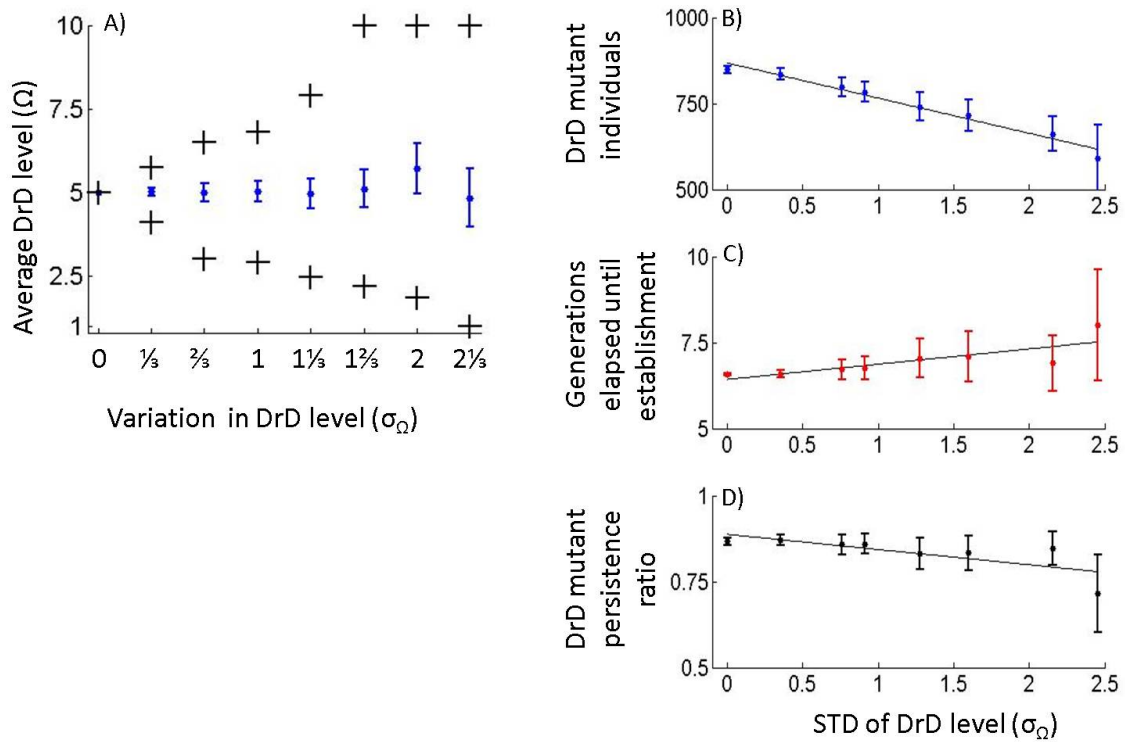 A)
10
7.5
5
2.5
1
Average DrD level (Ω)
0 ⅓ ⅔ 1 1⅓ 1⅔ 2 2⅓
Variation in DrD level (σΩ)
B)
1000
750
500
DrD mutant
individuals
0 0.5 1 1.5 2 2.5
C)
10
7.5
5
Generations
elapsed until
establishment
0 0.5 1 1.5 2 2.5
D)
1
0.75
0.5
DrD mutant
persistence
ratio
0 0.5 1 1.5 2 2.5
STD of DrD level (σΩ)